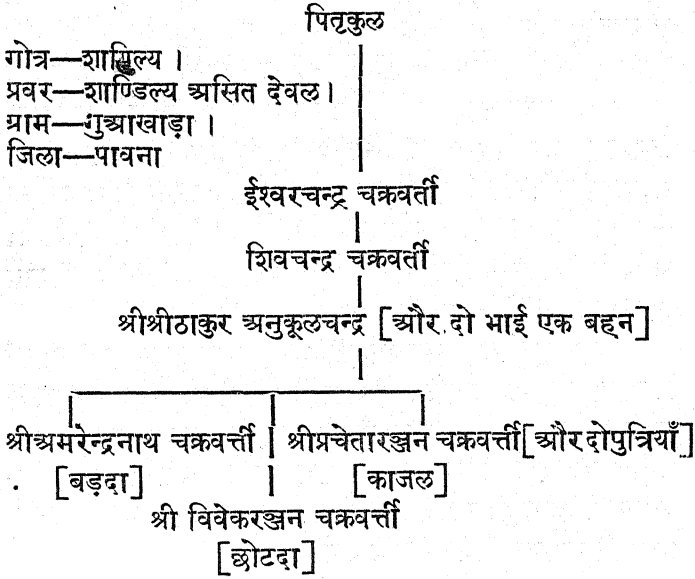 पितृकुल
गोत्र—शाण्डिल्य ।
प्रवर—शाण्डिल्य असित देवल ।
ग्राम—गुआखाड़ा ।
जिला—पावना
ईश्वरचन्द्र चक्रवर्ती
शिवचन्द्र चक्रवर्ती
श्रीश्रीठाकुर अनुकूलचन्द्र [और दो भाई एक बहन]
श्रीअमरेन्द्रनाथ चक्रवर्त्ती श्रीप्रचेतारञ्जन चक्रवर्त्ती [और दोपुत्रियाँ]
[बड़दा] [काजल]
श्री विवेकरञ्जन चक्रवर्त्ती
[छोटदा]